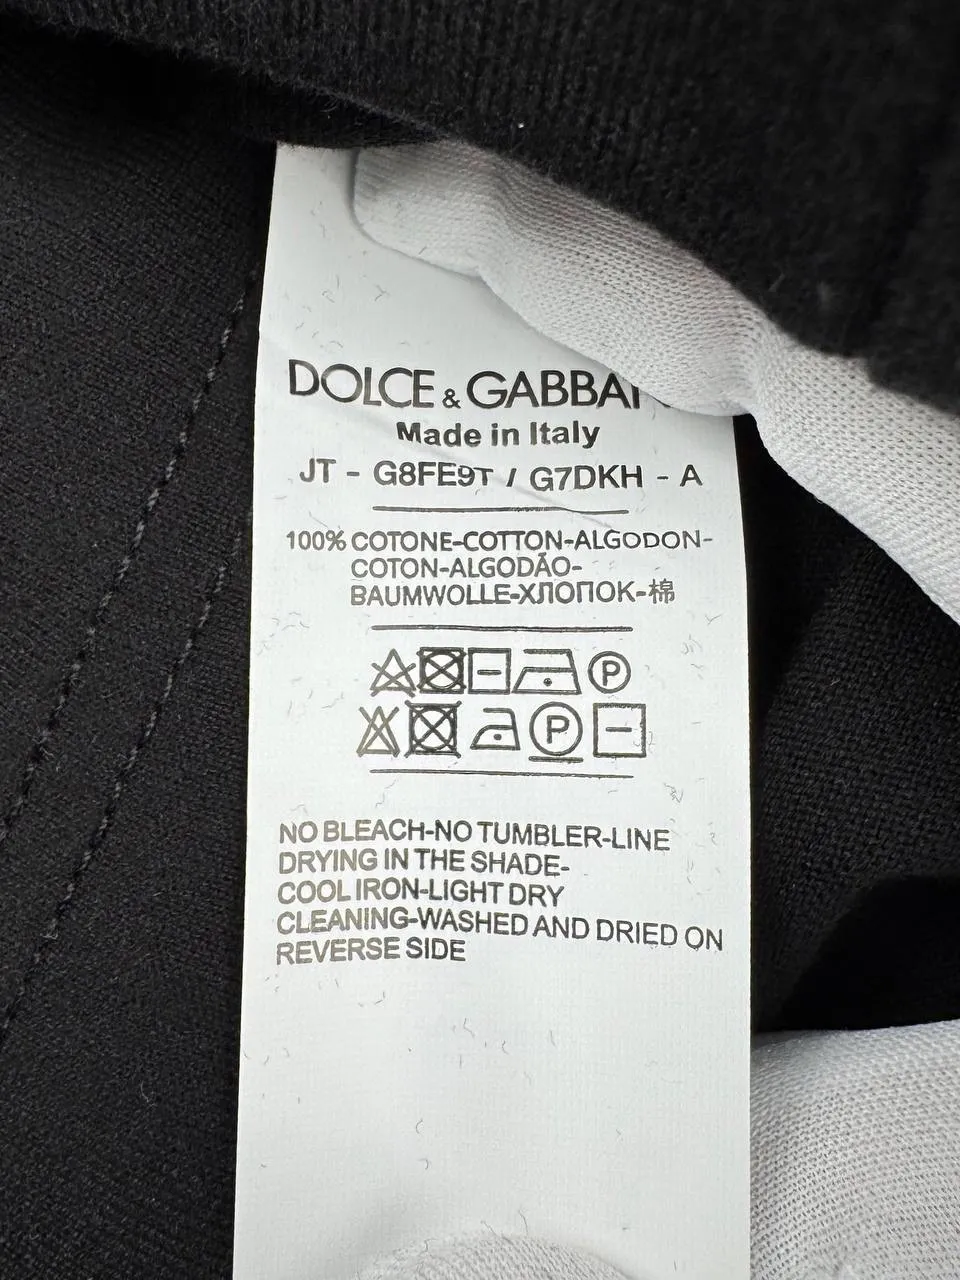 DOLCE & GABBA
Made in Italy
JT - G8FE9T / G7DKH - A
100% COTONE-COTTON-ALGODON-
COTON-ALGODÃO-
BAUMWOLLE-ХЛОПОК-棉
P
P
NO BLEACH-NO TUMBLER-LINE
DRYING IN THE SHADE-
COOL IRON-LIGHT DRY
CLEANING-WASHED AND DRIED ON
REVERSE SIDE